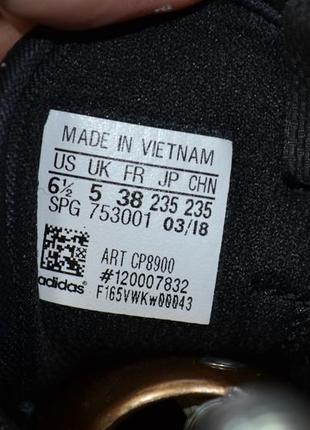 MADE IN VIETNAM
US UK FR JP CHN
6½ 5 38 235 235
SPG 753001 03/18
ART CP8900
#120007832
adidas F165VWKw00043